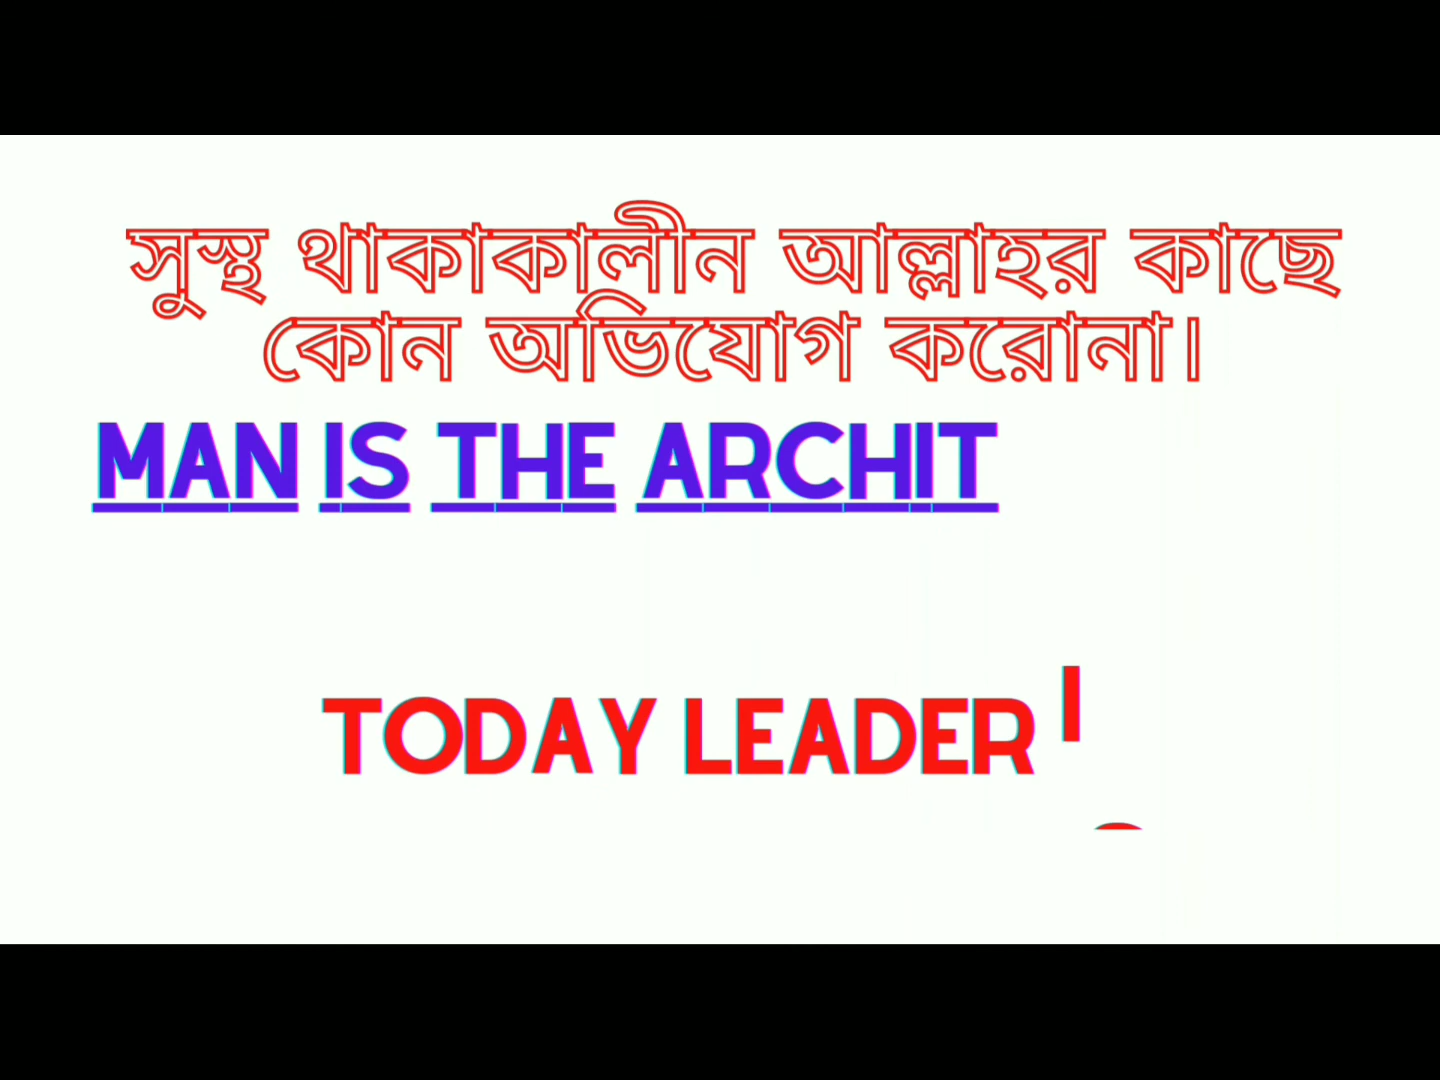 সুস্থ থাকাকালীন আল্লাহর কাছে
কোন অভিযোগ করোনা।
MAN IS THE ARCHIT
TODAY LEADER I